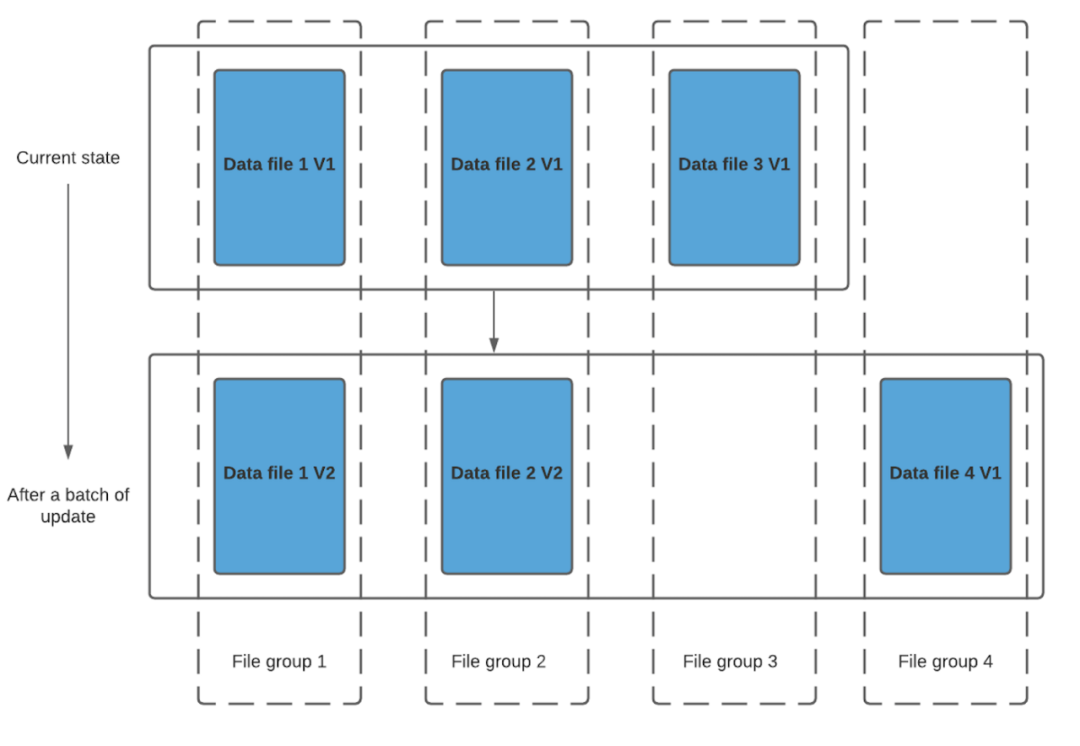 Current state
Data file 1 V1
Data file 2 V1
Data file 3 V1
After a batch of
update
Data file 1 V2
Data file 2 V2
Data file 4 V1
File group 1
File group 2
File group 3
File group 4